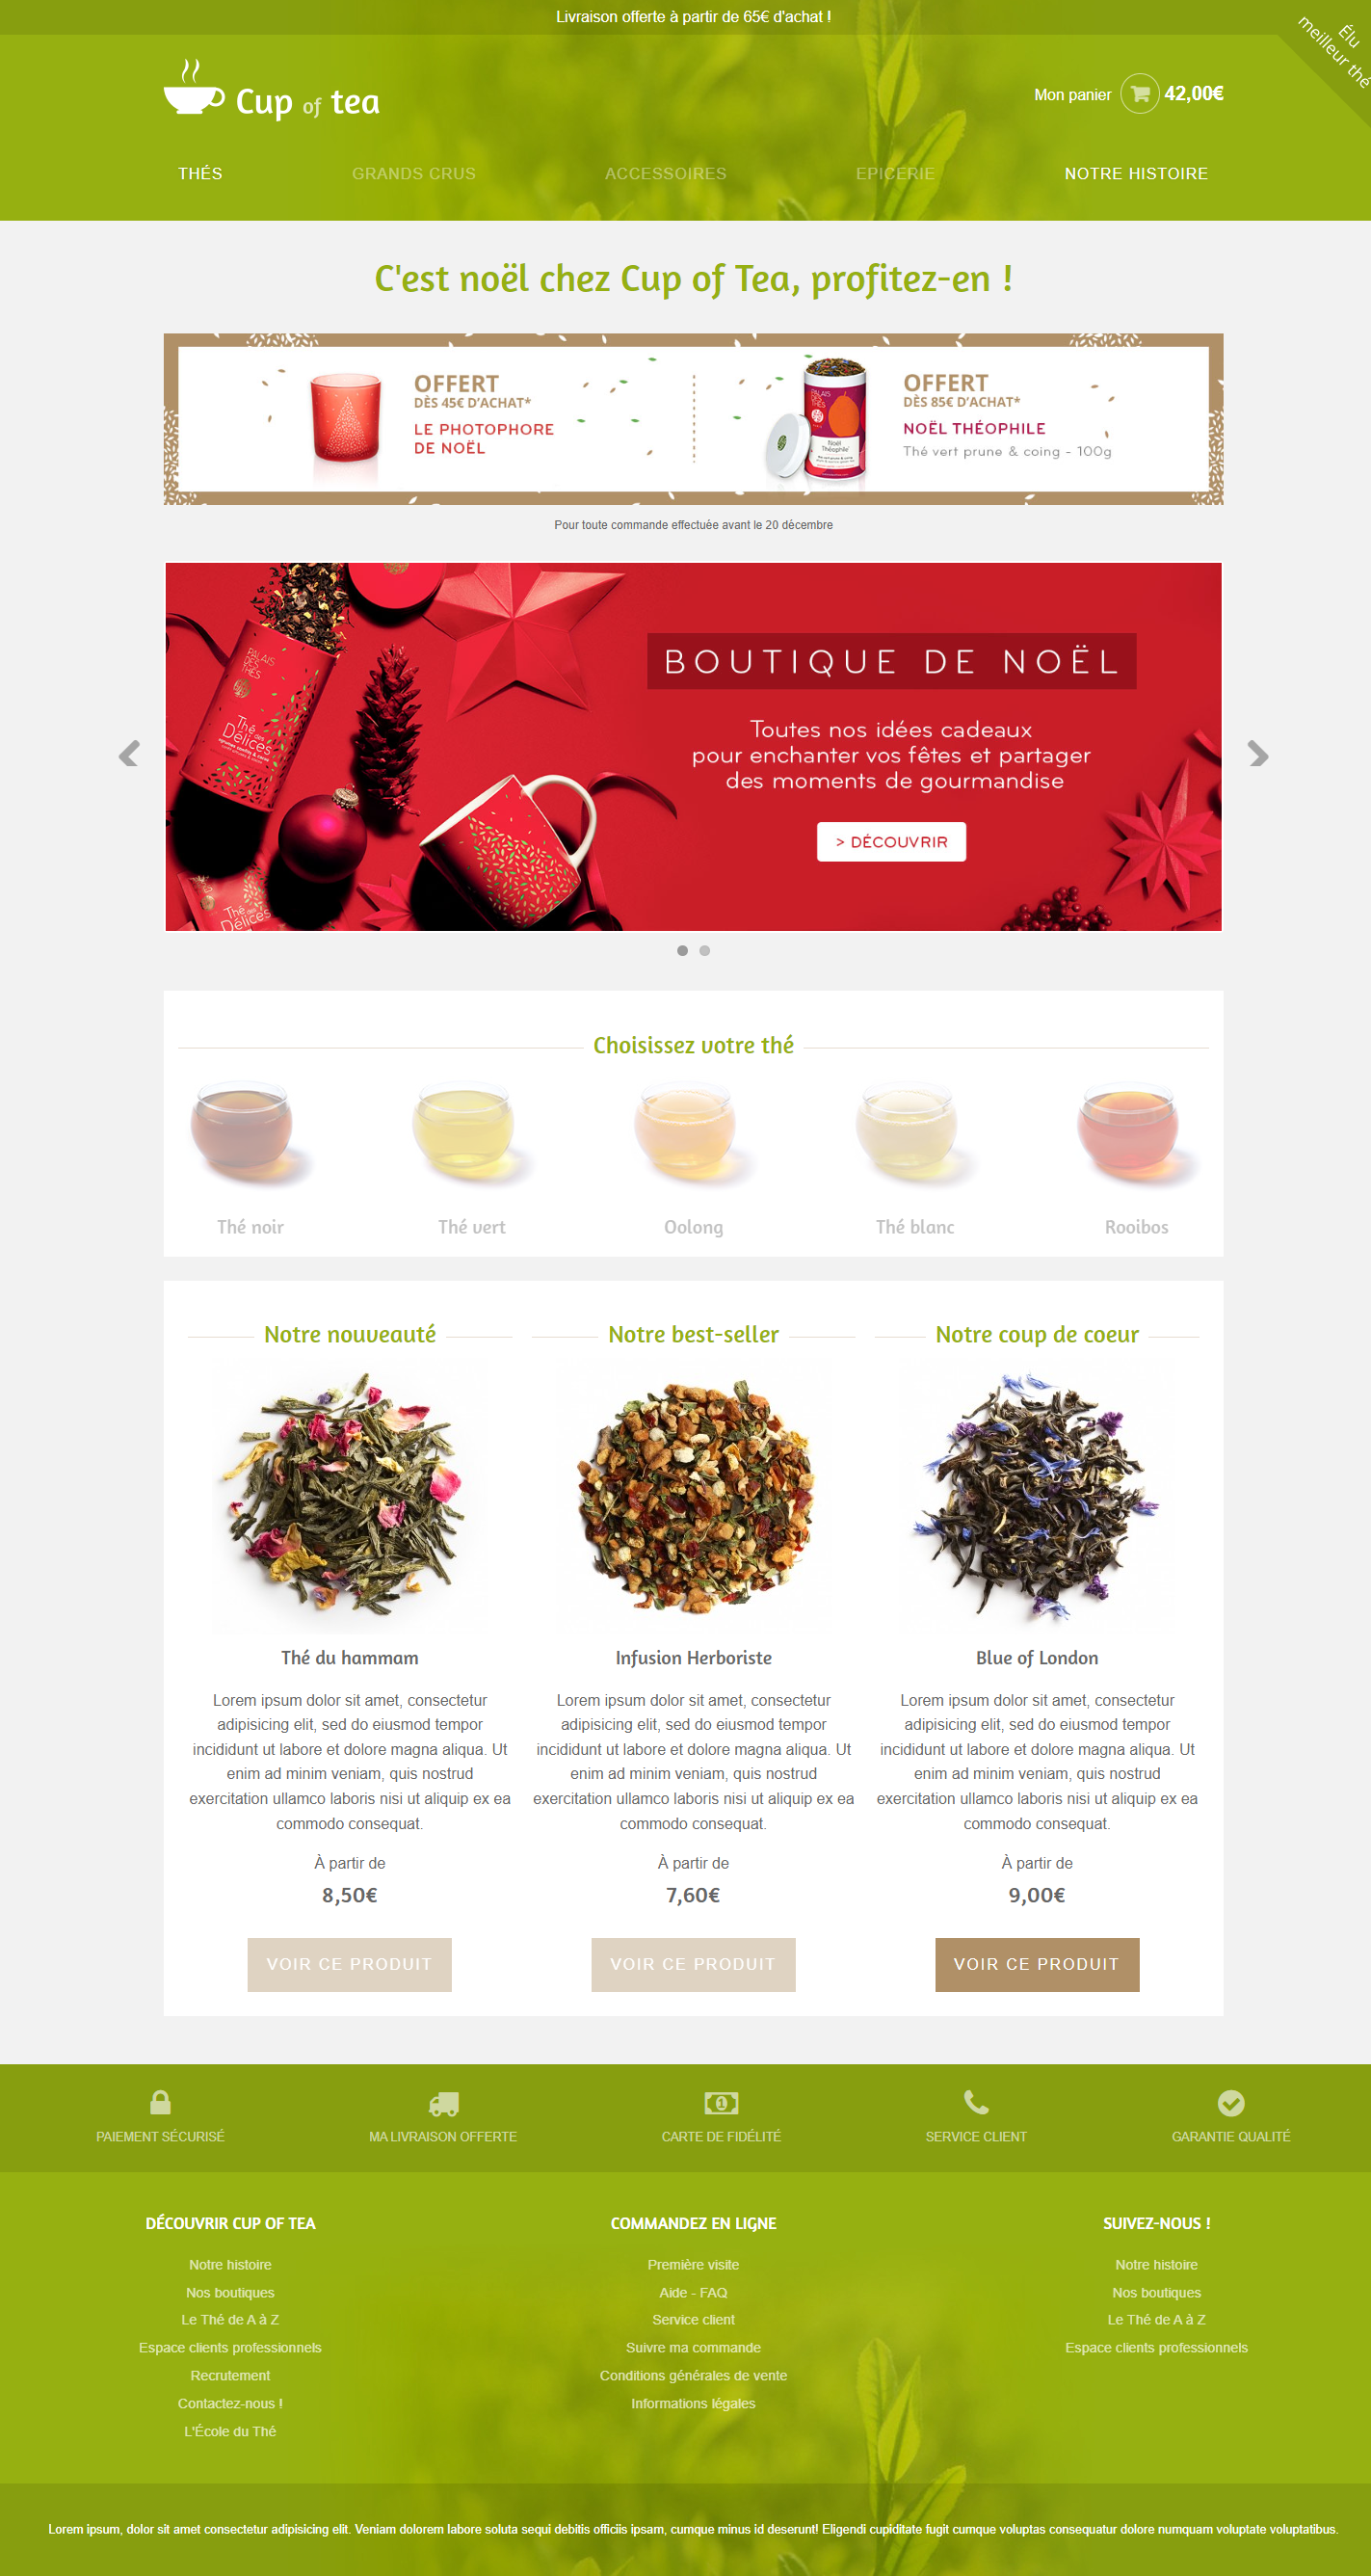 Livraison offerte à partir de 65€ d'achat !
Élu
meilleur thé
Cup of tea
Mon panier 42,00€
THÉS GRANDS CRUS ACCESSOIRES EPICERIE NOTRE HISTOIRE
C'est noël chez Cup of Tea, profitez-en !
OFFERT
DÈS 45€ D'ACHAT*
LE PHOTOPHORE
DE NOËL
PALAIS
DES
THÉS
Noël
Théophile
OFFERT
DÈS 85€ D'ACHAT*
NOËL THÉOPHILE
Thé vert prune & coing - 100g
Pour toute commande effectuée avant le 20 décembre
PALAIS
DES
THÉS
Thé des
Délices
BOUTIQUE DE NOËL
Toutes nos idées cadeaux
pour enchanter vos fêtes et partager
des moments de gourmandise
> DÉCOUVRIR
Thé des
Délices
Choisissez votre thé
Thé noir Thé vert Oolong Thé blanc Rooibos
Notre nouveauté
Thé du hammam
Lorem ipsum dolor sit amet, consectetur
adipisicing elit, sed do eiusmod tempor
incididunt ut labore et dolore magna aliqua. Ut
enim ad minim veniam, quis nostrud
exercitation ullamco laboris nisi ut aliquip ex ea
commodo consequat.
À partir de
8,50€
VOIR CE PRODUIT
Notre best-seller
Infusion Herboriste
Lorem ipsum dolor sit amet, consectetur
adipisicing elit, sed do eiusmod tempor
incididunt ut labore et dolore magna aliqua. Ut
enim ad minim veniam, quis nostrud
exercitation ullamco laboris nisi ut aliquip ex ea
commodo consequat.
À partir de
7,60€
VOIR CE PRODUIT
Notre coup de coeur
Blue of London
Lorem ipsum dolor sit amet, consectetur
adipisicing elit, sed do eiusmod tempor
incididunt ut labore et dolore magna aliqua. Ut
enim ad minim veniam, quis nostrud
exercitation ullamco laboris nisi ut aliquip ex ea
commodo consequat.
À partir de
9,00€
VOIR CE PRODUIT
PAIEMENT SÉCURISÉ MA LIVRAISON OFFERTE CARTE DE FIDÉLITÉ SERVICE CLIENT GARANTIE QUALITÉ
DÉCOUVRIR CUP OF TEA
Notre histoire
Nos boutiques
Le Thé de A à Z
Espace clients professionnels
Recrutement
Contactez-nous !
L'École du Thé
COMMANDEZ EN LIGNE
Première visite
Aide - FAQ
Service client
Suivre ma commande
Conditions générales de vente
Informations légales
SUIVEZ-NOUS !
Notre histoire
Nos boutiques
Le Thé de A à Z
Espace clients professionnels
Lorem ipsum, dolor sit amet consectetur adipisicing elit. Veniam dolorem labore soluta sequi debitis officiis ipsam, cumque minus id deserunt! Eligendi cupiditate fugit cumque voluptas consequatur dolore numquam voluptate voluptatibus.